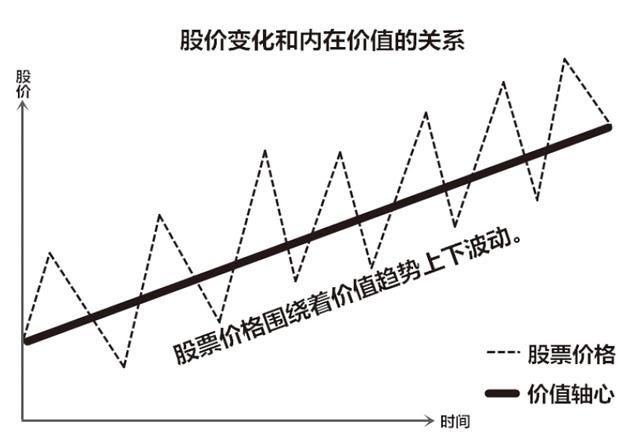 股价变化和内在价值的关系
股价
股票价格围绕着价值趋势上下波动。
股票价格
价值轴心
时间